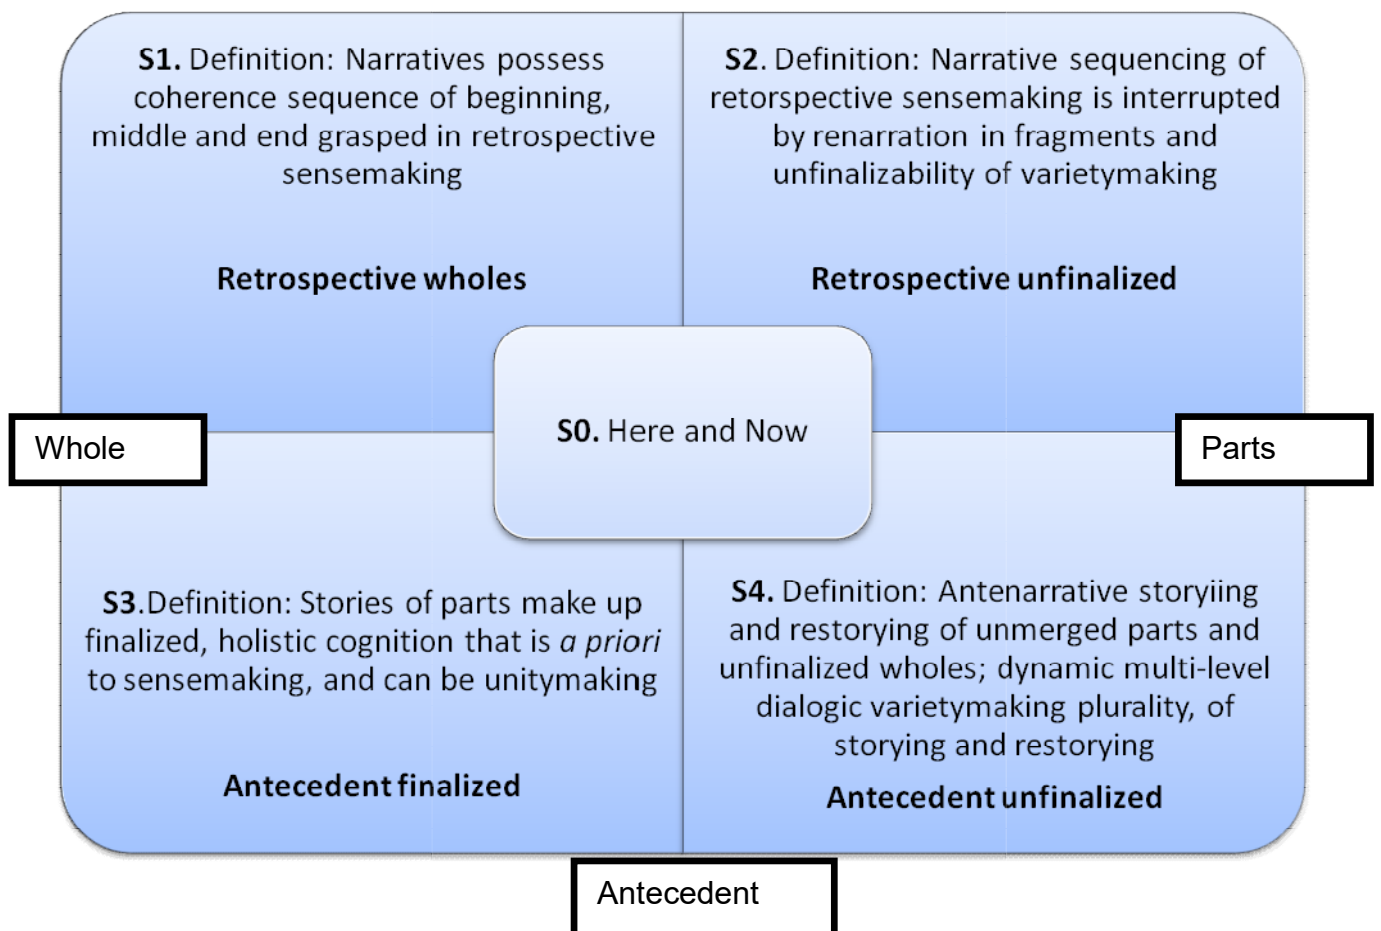 S1. Definition: Narratives possess
coherence sequence of beginning,
middle and end grasped in retrospective
sensemaking
Retrospective wholes
S2. Definition: Narrative sequencing of
retorspective sensemaking is interrupted
by renarration in fragments and
unfinalizability of varietymaking
Retrospective unfinalized
Whole
S0. Here and Now
Parts
S3.Definition: Stories of parts make up
finalized, holistic cognition that is a priori
to sensemaking, and can be unitymaking
Antecedent finalized
S4. Definition: Antenarrative storyiing
and restorying of unmerged parts and
unfinalized wholes; dynamic multi-level
dialogic varietymaking plurality, of
storying and restorying
Antecedent unfinalized
Antecedent